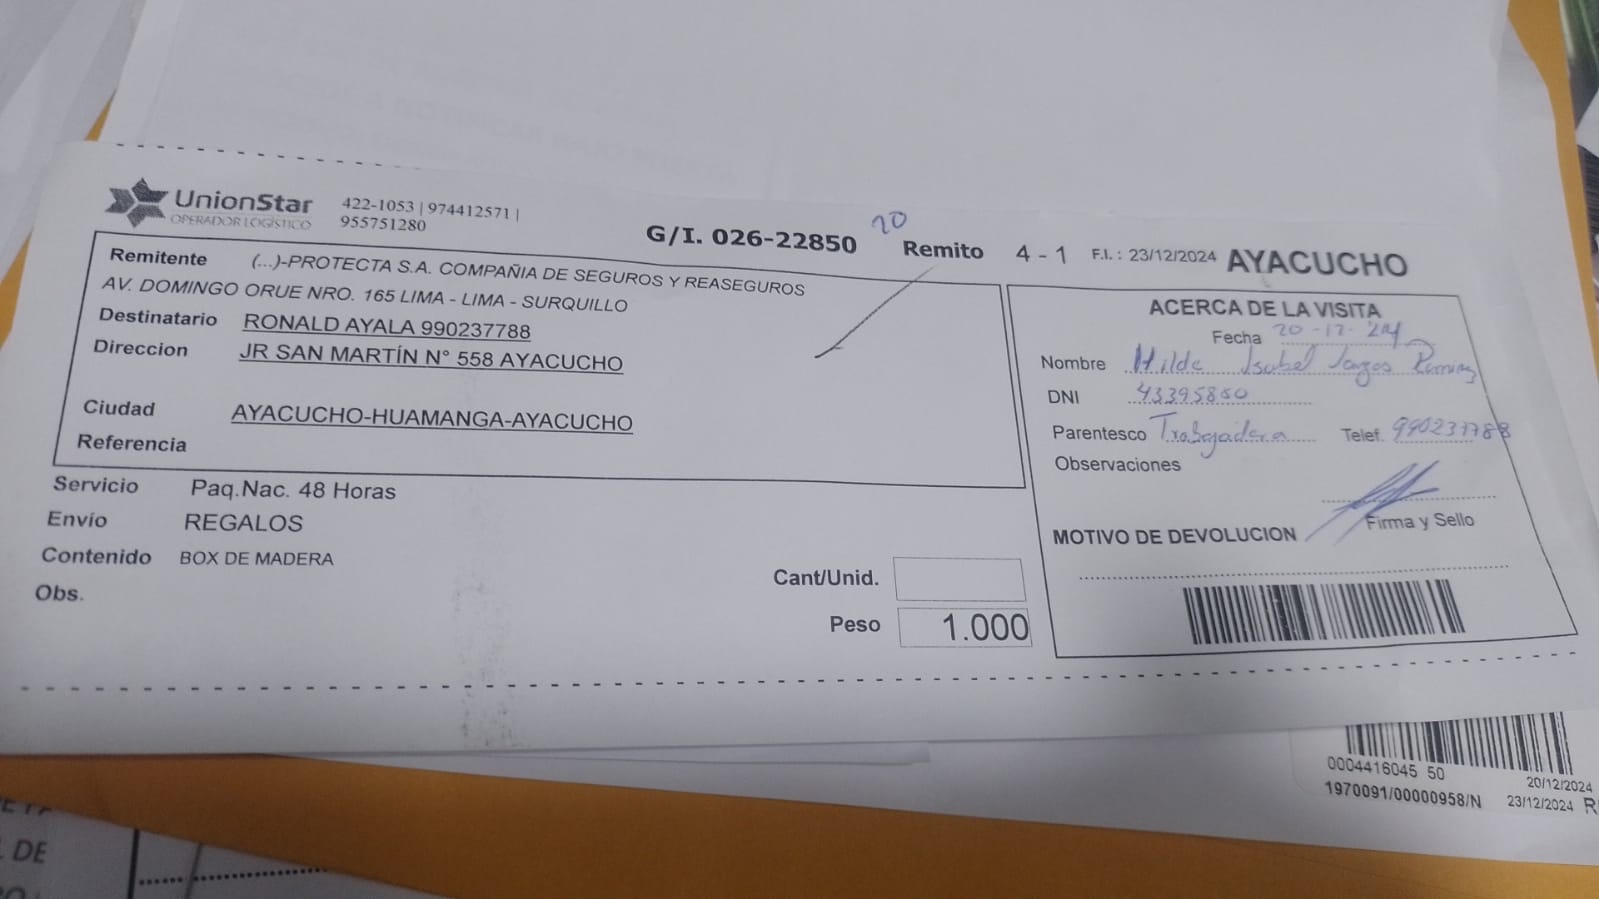 UnionStar
OPERADOR LOGÍSTICO
422-1053 | 974412571 |
955751280
G/I. 026-22850
20
Remito 4 - 1
F.I. : 23/12/2024
AYACUCHO
Remitente (...)-PROTECTA S.A. COMPAÑIA DE SEGUROS Y REASEGUROS
AV. DOMINGO ORUE NRO. 165 LIMA - LIMA - SURQUILLO
Destinatario RONALD AYALA 990237788
Direccion JR SAN MARTÍN N° 558 AYACUCHO
Ciudad AYACUCHO-HUAMANGA-AYACUCHO
Referencia
Servicio Paq.Nac. 48 Horas
Envío REGALOS
Contenido BOX DE MADERA
Obs.
Cant/Unid.
Peso 1.000
ACERCA DE LA VISITA
Fecha 20-12-24
Nombre Hilda Isabel Ramirez
DNI 43395850
Parentesco Trabajadora Telef. 990237788
Observaciones
Firma y Sello
MOTIVO DE DEVOLUCION
0004416045 50
20/12/2024
1970091/00000958/N
23/12/2024 R
DE